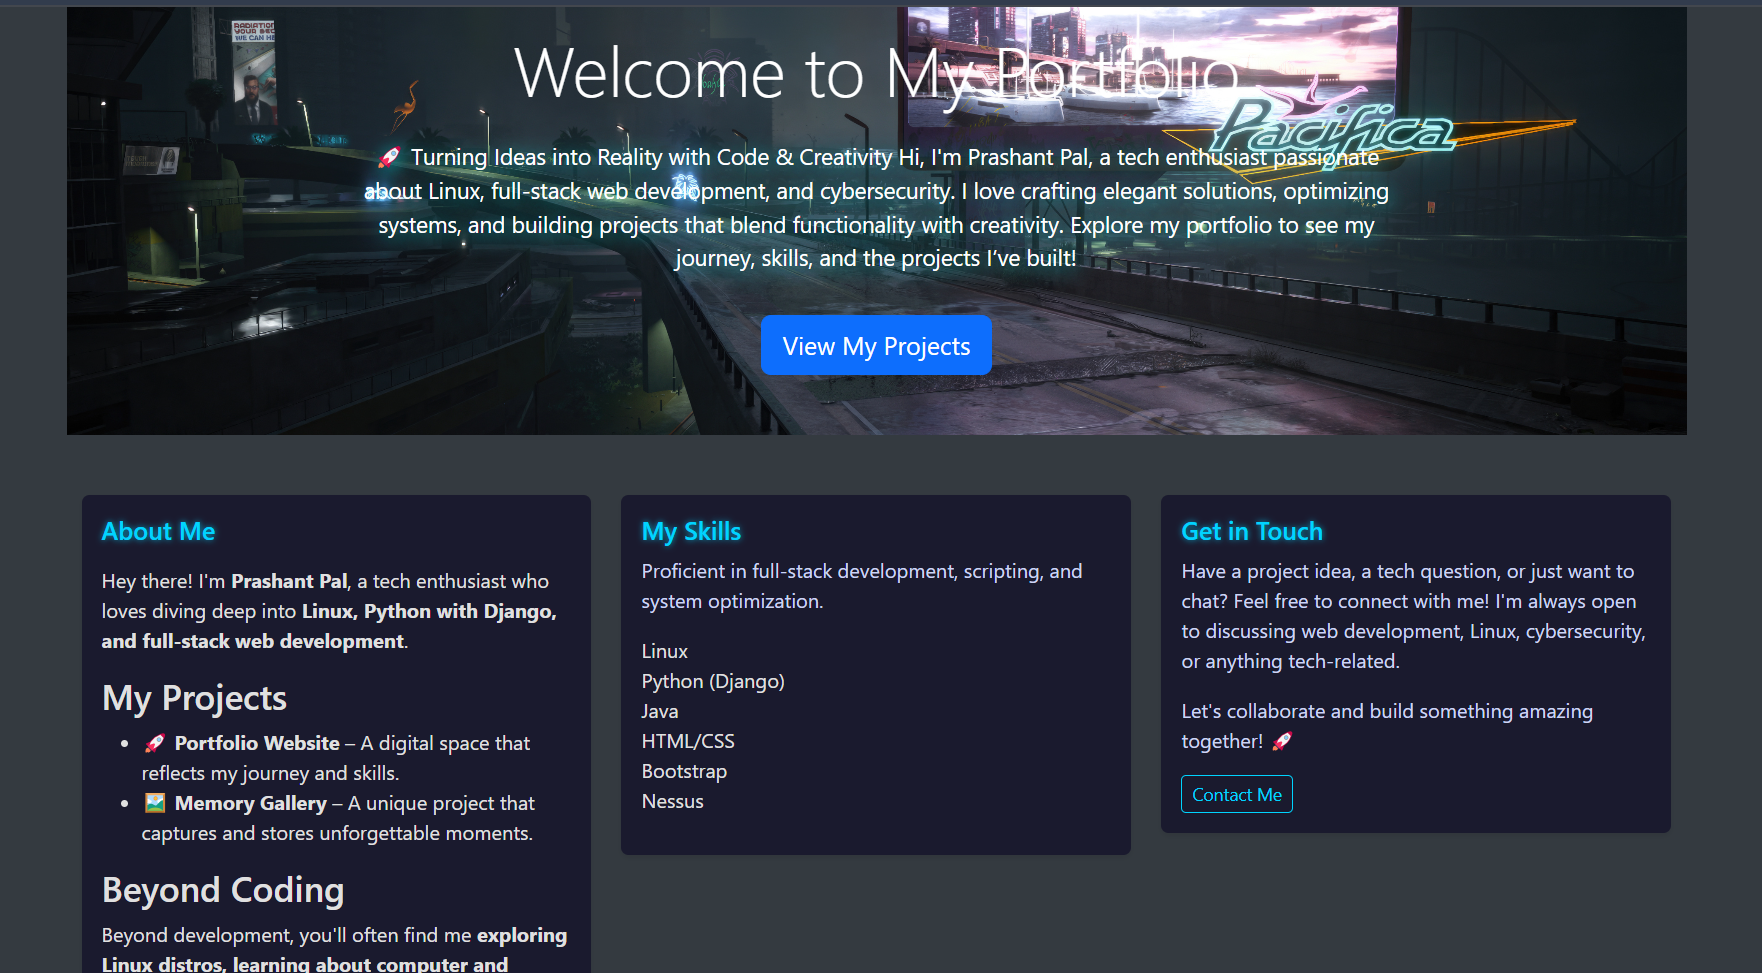 RADIATION
YOUR BEC
WE CAN HE
Welcome to My Portfolio
Pacifica
🚀 Turning Ideas into Reality with Code & Creativity Hi, I'm Prashant Pal, a tech enthusiast passionate
about Linux, full-stack web development, and cybersecurity. I love crafting elegant solutions, optimizing
systems, and building projects that blend functionality with creativity. Explore my portfolio to see my
journey, skills, and the projects I’ve built!
View My Projects
About Me
Hey there! I'm Prashant Pal, a tech enthusiast who
loves diving deep into Linux, Python with Django,
and full-stack web development.
My Projects
• 🚀 Portfolio Website – A digital space that
reflects my journey and skills.
• 🖼️ Memory Gallery – A unique project that
captures and stores unforgettable moments.
Beyond Coding
Beyond development, you'll often find me exploring
Linux distros, learning about computer and
My Skills
Proficient in full-stack development, scripting, and
system optimization.
Linux
Python (Django)
Java
HTML/CSS
Bootstrap
Nessus
Get in Touch
Have a project idea, a tech question, or just want to
chat? Feel free to connect with me! I'm always open
to discussing web development, Linux, cybersecurity,
or anything tech-related.
Let's collaborate and build something amazing
together! 🚀
Contact Me